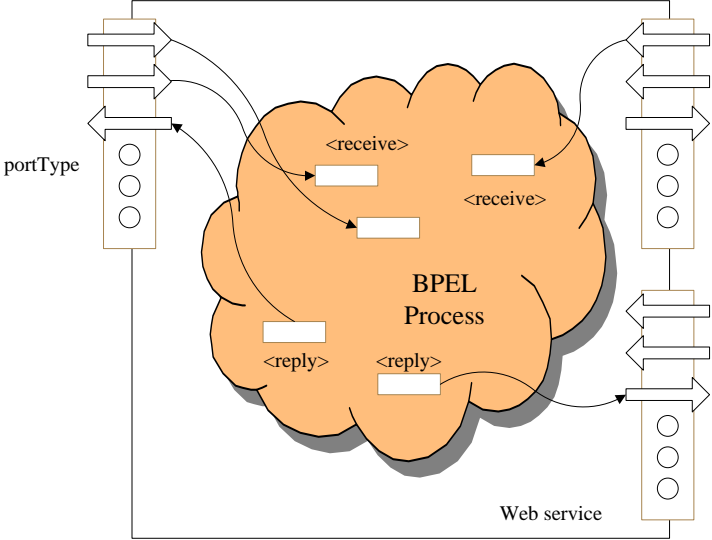 <receive>
portType
<receive>
BPEL
Process
<reply>
<reply>
Web service